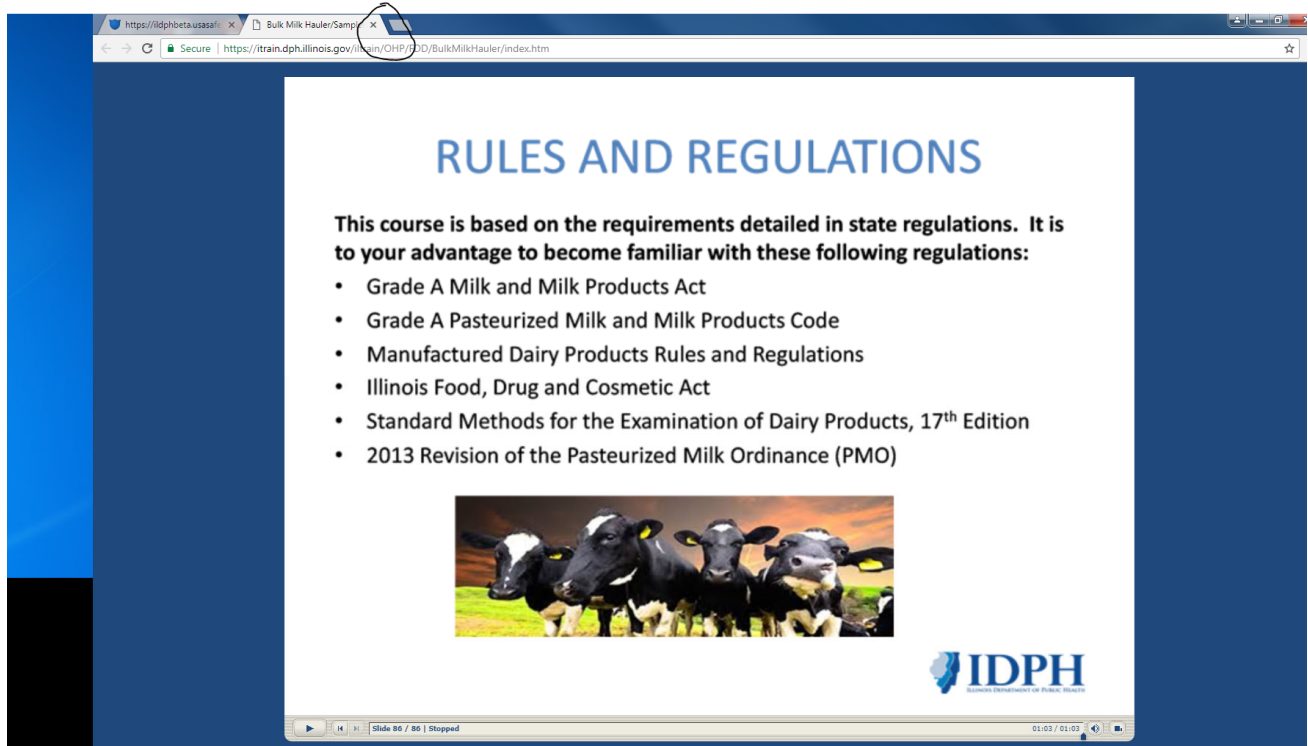 https://ildphbeta.usasafe
Bulk Milk Hauler/Sampl
Secure | https://itrain.dph.illinois.gov/iltrain/OHP/FDD/BulkMilkHauler/index.htm
RULES AND REGULATIONS
This course is based on the requirements detailed in state regulations. It is
to your advantage to become familiar with these following regulations:
• Grade A Milk and Milk Products Act
• Grade A Pasteurized Milk and Milk Products Code
• Manufactured Dairy Products Rules and Regulations
• Illinois Food, Drug and Cosmetic Act
• Standard Methods for the Examination of Dairy Products, 17th Edition
• 2013 Revision of the Pasteurized Milk Ordinance (PMO)
IDPH
ILLINOIS DEPARTMENT OF PUBLIC HEALTH
Slide 86 / 86 | Stopped
01:03 / 01:03